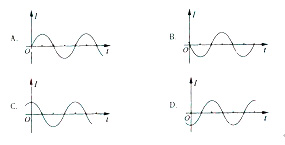 A. I O t
B. I O t
C. I O t
D. I O t